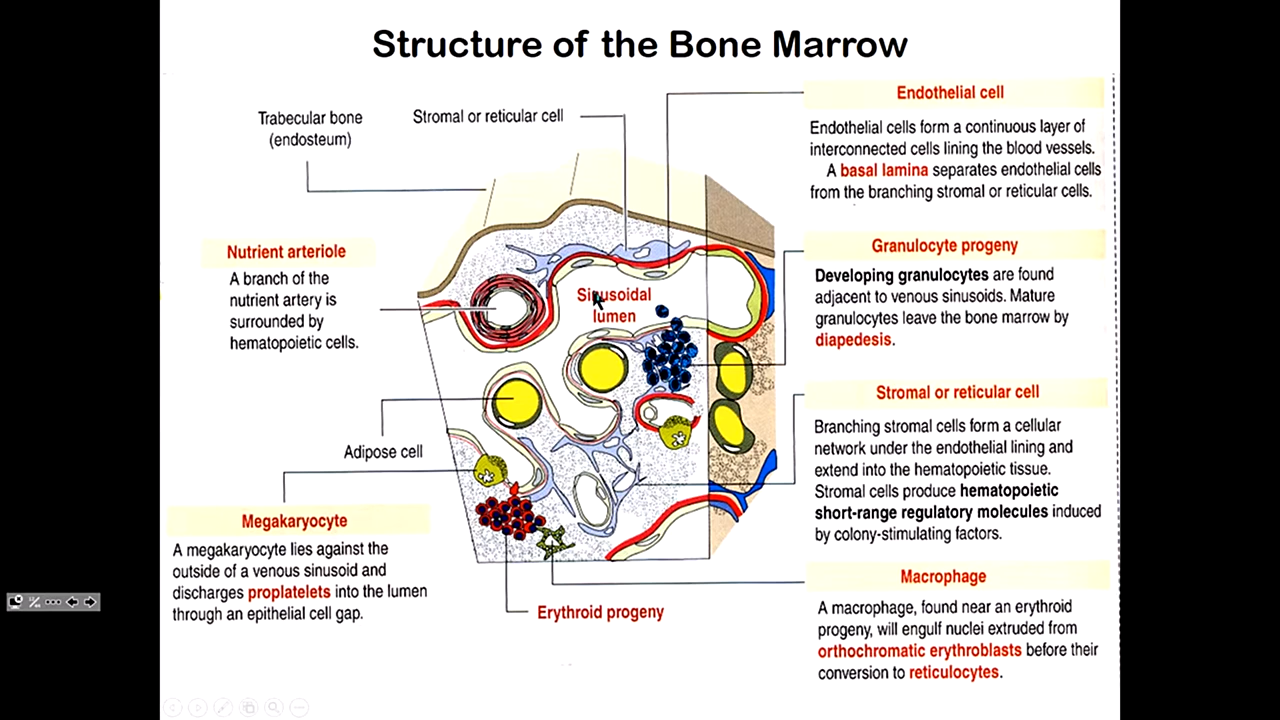 Structure of the Bone Marrow
Trabecular bone
(endosteum)
Stromal or reticular cell
Endothelial cell
Endothelial cells form a continuous layer of
interconnected cells lining the blood vessels.
A basal lamina separates endothelial cells
from the branching stromal or reticular cells.
Nutrient arteriole
A branch of the
nutrient artery is
surrounded by
hematopoietic cells.
Sinusoidal
lumen
Granulocyte progeny
Developing granulocytes are found
adjacent to venous sinusoids. Mature
granulocytes leave the bone marrow by
diapedesis.
Adipose cell
Stromal or reticular cell
Branching stromal cells form a cellular
network under the endothelial lining and
extend into the hematopoietic tissue.
Stromal cells produce hematopoietic
short-range regulatory molecules induced
by colony-stimulating factors.
Megakaryocyte
A megakaryocyte lies against the
outside of a venous sinusoid and
discharges proplatelets into the lumen
through an epithelial cell gap.
Erythroid progeny
Macrophage
A macrophage, found near an erythroid
progeny, will engulf nuclei extruded from
orthochromatic erythroblasts before their
conversion to reticulocytes.